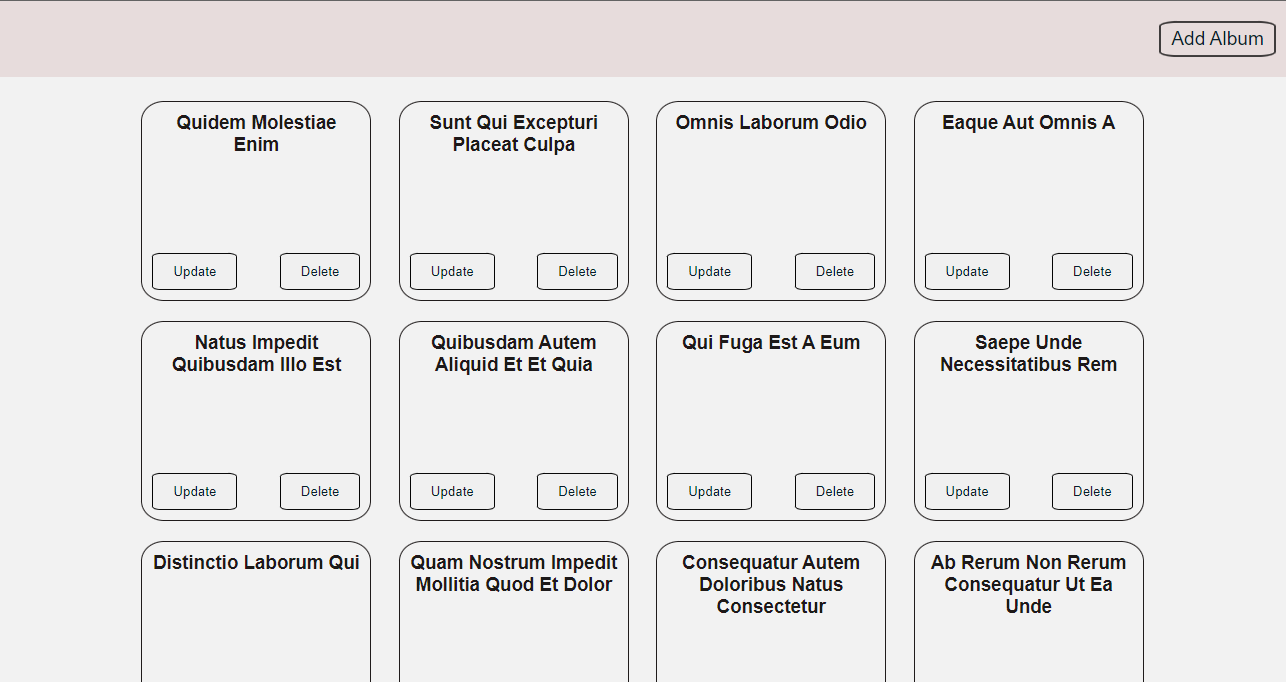 Add Album
Quidem Molestiae
Enim
Update
Delete
Sunt Qui Excepturi
Placeat Culpa
Update
Delete
Omnis Laborum Odio
Update
Delete
Eaque Aut Omnis A
Update
Delete
Natus Impedit
Quibusdam Illo Est
Update
Delete
Quibusdam Autem
Aliquid Et Et Quia
Update
Delete
Qui Fuga Est A Eum
Update
Delete
Saepe Unde
Necessitatibus Rem
Update
Delete
Distinctio Laborum Qui
Quam Nostrum Impedit
Mollitia Quod Et Dolor
Consequatur Autem
Doloribus Natus
Consectetur
Ab Rerum Non Rerum
Consequatur Ut Ea
Unde